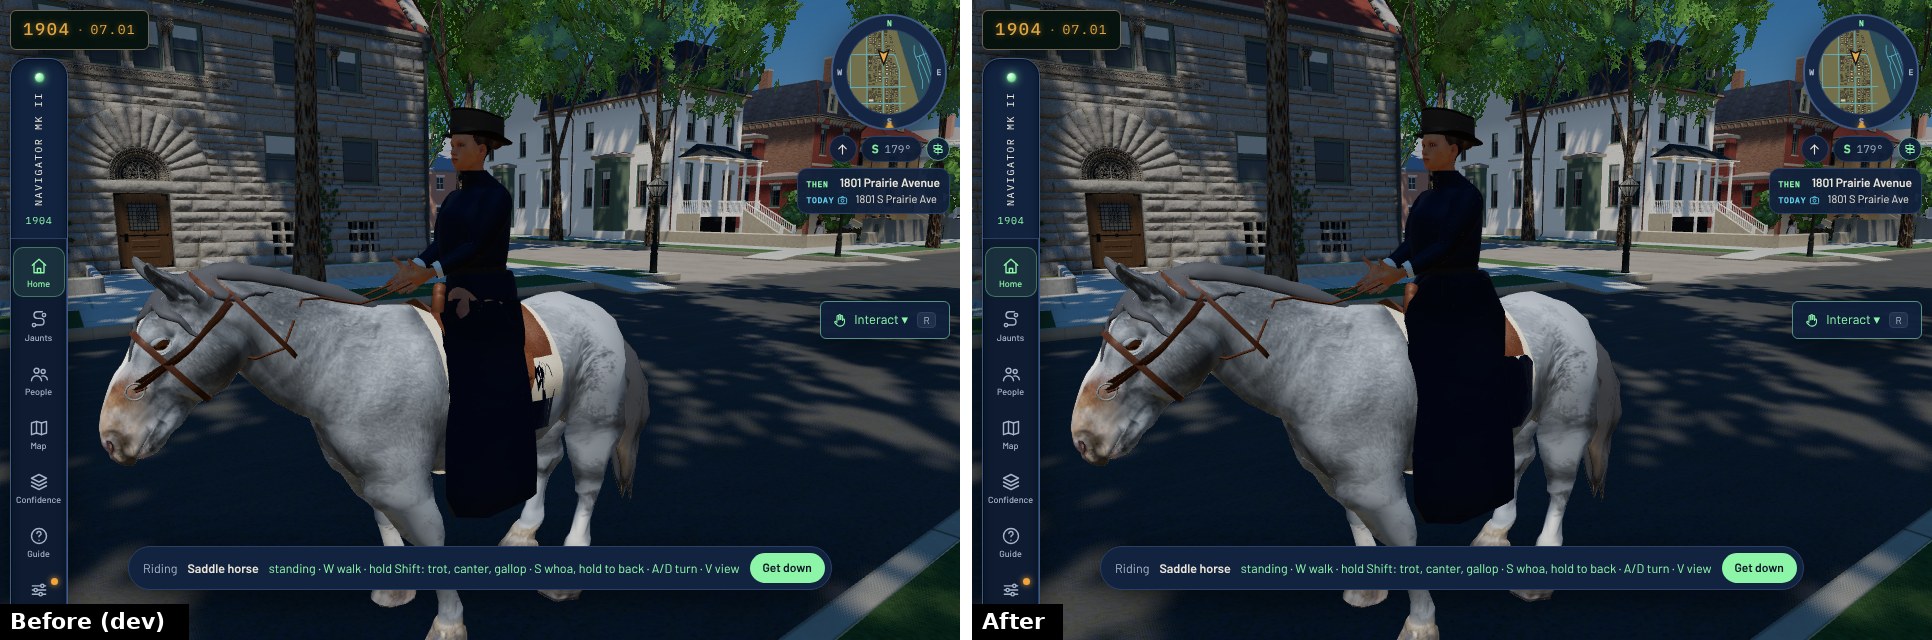 1904 · 07.01
NAVIGATOR MK II
1904
Home
Jaunts
People
Map
Confidence
Guide
N
W
E
S
S 179°
THEN 1801 Prairie Avenue
TODAY 1801 S Prairie Ave
Interact ▾ R
Riding Saddle horse standing · W walk · hold Shift: trot, canter, gallop · S whoa, hold to back · A/D turn · V view Get down
Before (dev)
1904 · 07.01
NAVIGATOR MK II
1904
Home
Jaunts
People
Map
Confidence
Guide
N
W
E
S 179°
THEN 1801 Prairie Avenue
TODAY 1801 S Prairie Ave
Interact ▾ R
Riding Saddle horse standing · W walk · hold Shift: trot, canter, gallop · S whoa, hold to back · A/D turn · V view Get down
After